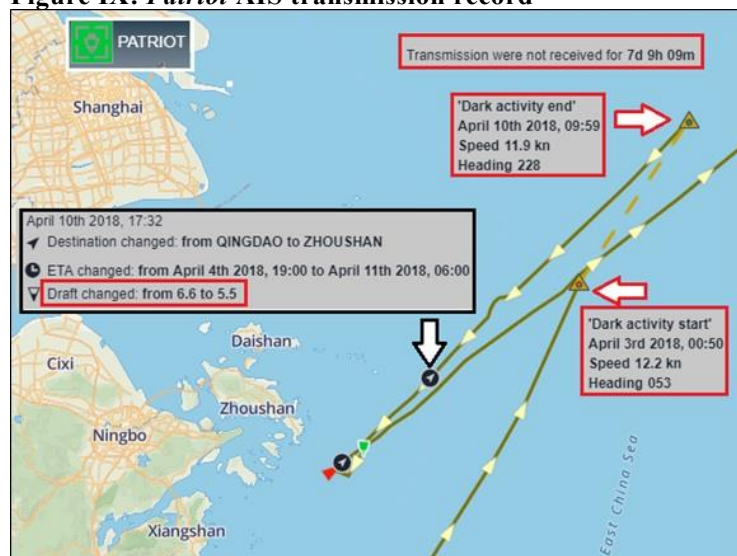 Figure IX: Patriot AIS transmission record
PATRIOT
Transmission were not received for 7d 9h 09m
Shanghai
'Dark activity end'
April 10th 2018, 09:59
Speed 11.9 kn
Heading 228
April 10th 2018, 17:32
Destination changed: from QINGDAO to ZHOUSHAN
ETA changed: from April 4th 2018, 19:00 to April 11th 2018, 06:00
Draft changed: from 6.6 to 5.5
'Dark activity start'
April 3rd 2018, 00:50
Speed 12.2 kn
Heading 053
Daishan
Cixi
Zhoushan
Ningbo
Xiangshan
East China Sea